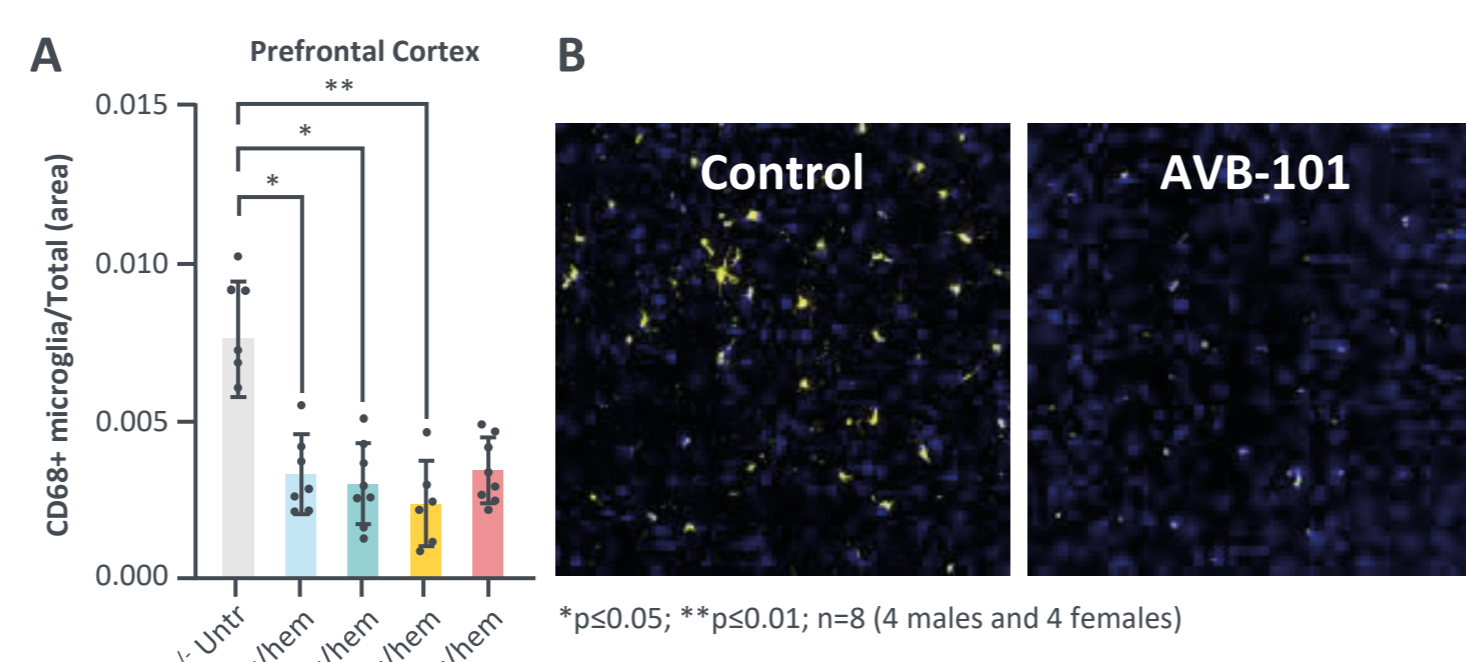 A
Prefrontal Cortex
**
*
*
0.015
0.010
0.005
0.000
CD68+ microglia/Total (area)
/- Untr
/hem
/hem
/hem
/hem
B
Control
AVB-101
*p≤0.05; **p≤0.01; n=8 (4 males and 4 females)